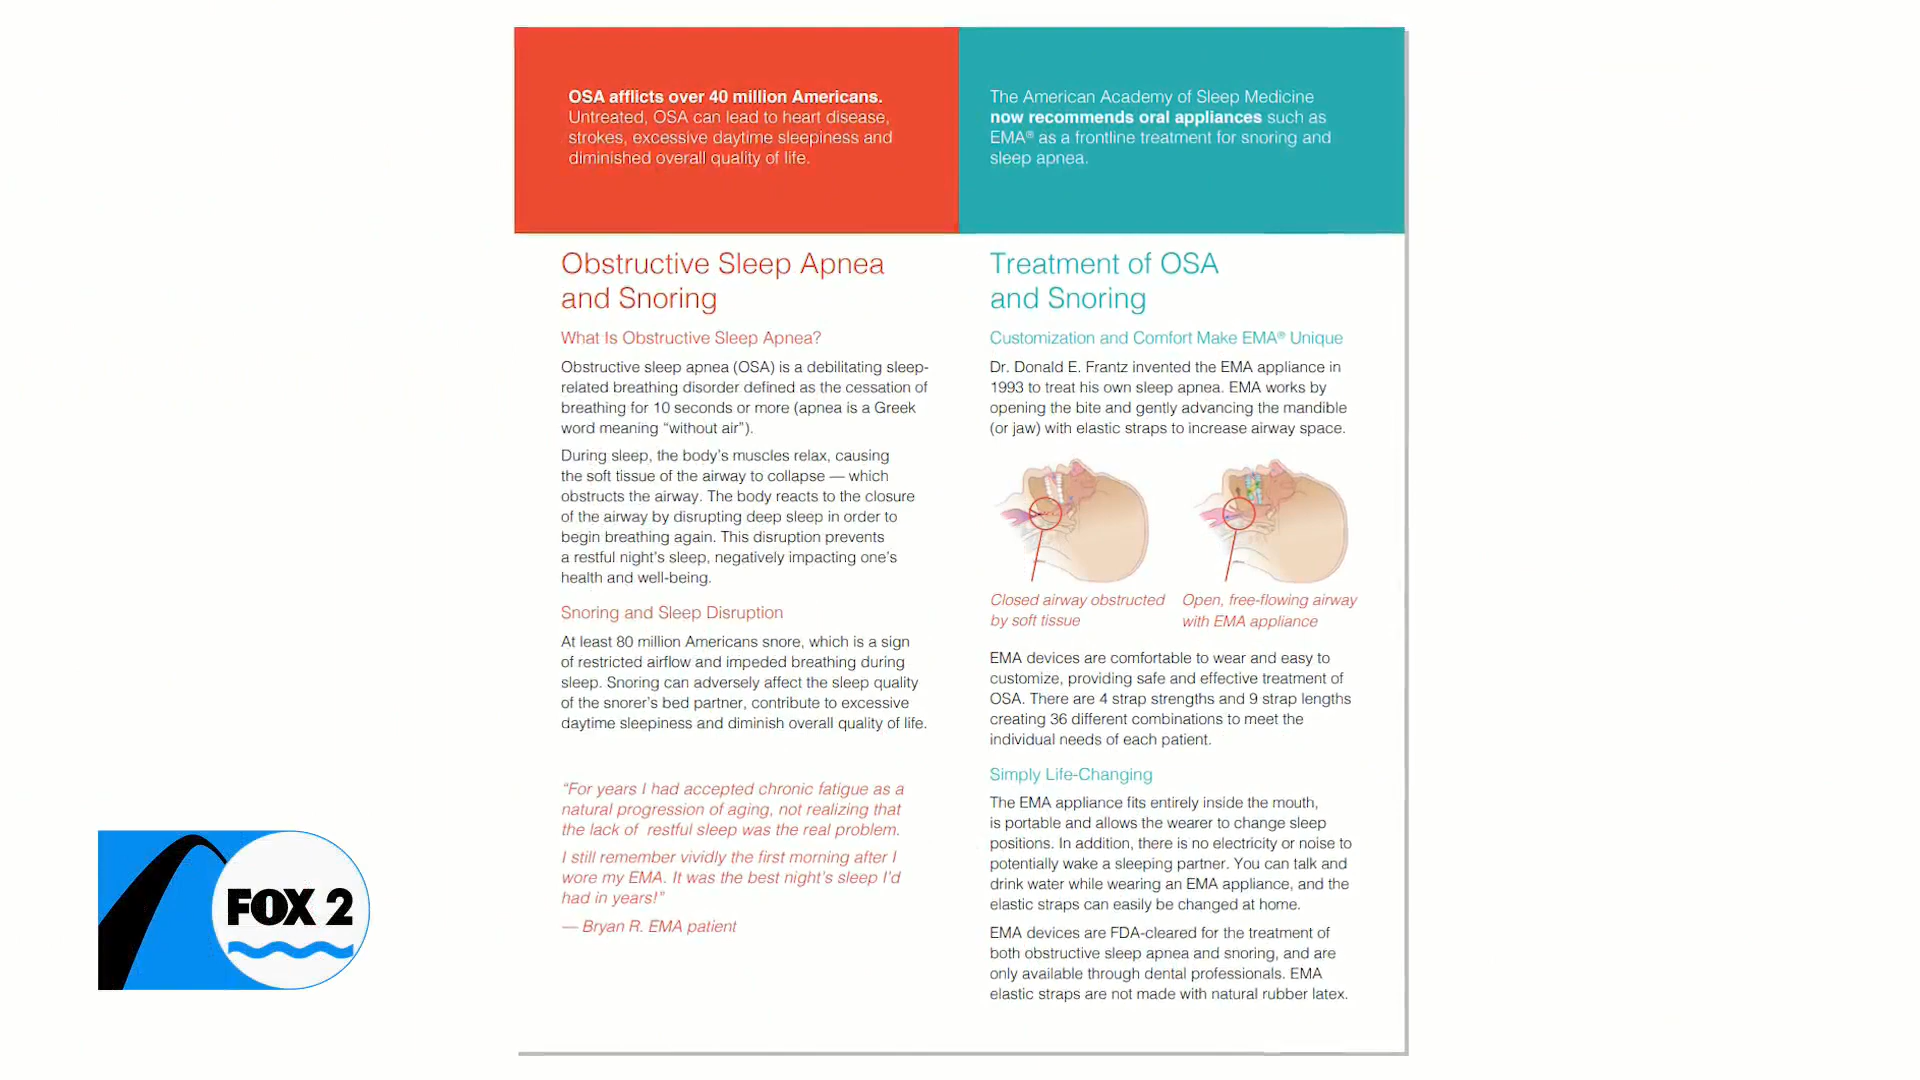 OSA afflicts over 40 million Americans.
Untreated, OSA can lead to heart disease,
strokes, excessive daytime sleepiness and
diminished overall quality of life.
The American Academy of Sleep Medicine
now recommends oral appliances such as
EMA® as a frontline treatment for snoring and
sleep apnea.
Obstructive Sleep Apnea
and Snoring
What Is Obstructive Sleep Apnea?
Obstructive sleep apnea (OSA) is a debilitating sleep-
related breathing disorder defined as the cessation of
breathing for 10 seconds or more (apnea is a Greek
word meaning “without air”).
During sleep, the body’s muscles relax, causing
the soft tissue of the airway to collapse — which
obstructs the airway. The body reacts to the closure
of the airway by disrupting deep sleep in order to
begin breathing again. This disruption prevents
a restful night’s sleep, negatively impacting one’s
health and well-being.
Snoring and Sleep Disruption
At least 80 million Americans snore, which is a sign
of restricted airflow and impeded breathing during
sleep. Snoring can adversely affect the sleep quality
of the snorer’s bed partner, contribute to excessive
daytime sleepiness and diminish overall quality of life.
“For years I had accepted chronic fatigue as a
natural progression of aging, not realizing that
the lack of restful sleep was the real problem.
I still remember vividly the first morning after I
wore my EMA. It was the best night’s sleep I’d
had in years!”
— Bryan R. EMA patient
Treatment of OSA
and Snoring
Customization and Comfort Make EMA® Unique
Dr. Donald E. Frantz invented the EMA appliance in
1993 to treat his own sleep apnea. EMA works by
opening the bite and gently advancing the mandible
(or jaw) with elastic straps to increase airway space.
Closed airway obstructed
by soft tissue
Open, free-flowing airway
with EMA appliance
EMA devices are comfortable to wear and easy to
customize, providing safe and effective treatment of
OSA. There are 4 strap strengths and 9 strap lengths
creating 36 different combinations to meet the
individual needs of each patient.
Simply Life-Changing
The EMA appliance fits entirely inside the mouth,
is portable and allows the wearer to change sleep
positions. In addition, there is no electricity or noise to
potentially wake a sleeping partner. You can talk and
drink water while wearing an EMA appliance, and the
elastic straps can easily be changed at home.
EMA devices are FDA-cleared for the treatment of
both obstructive sleep apnea and snoring, and are
only available through dental professionals. EMA
elastic straps are not made with natural rubber latex.
FOX 2